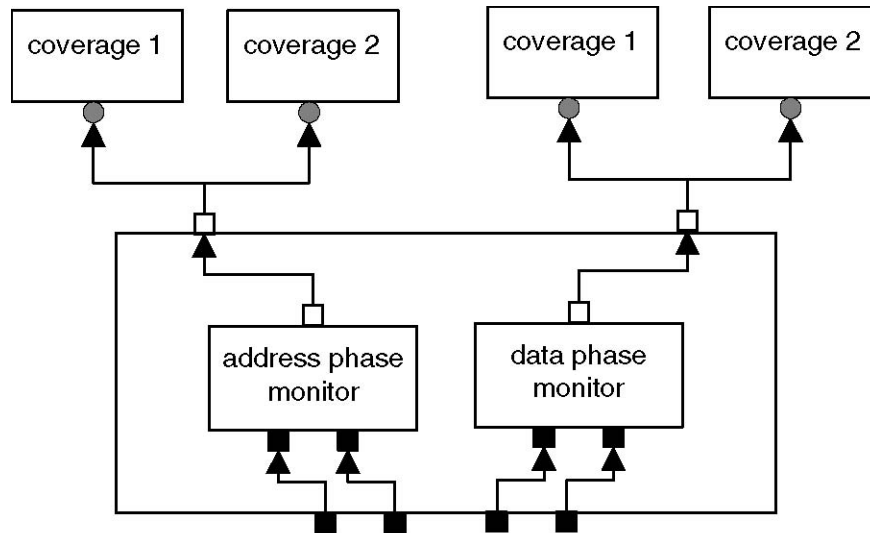 coverage 1
coverage 2
coverage 1
coverage 2
address phase
monitor
data phase
monitor